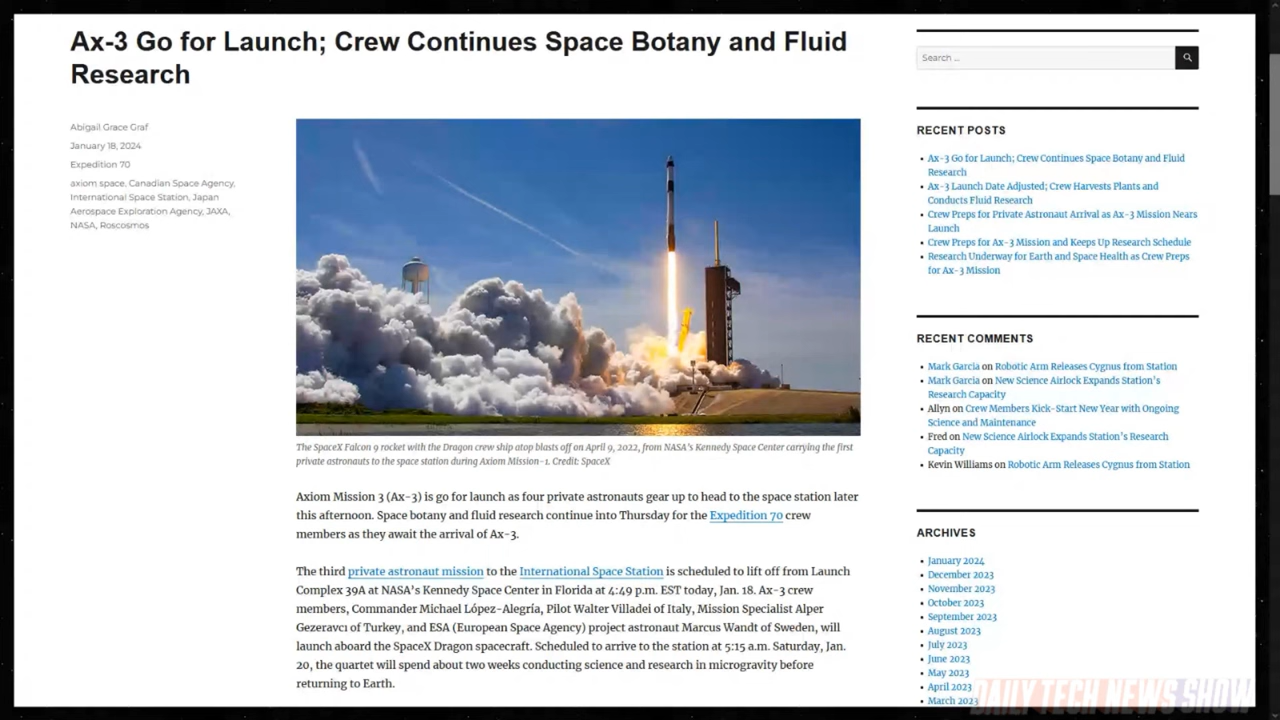 Ax-3 Go for Launch; Crew Continues Space Botany and Fluid
Research
Abigail Grace Graf
January 18, 2024
Expedition 70
axiom space, Canadian Space Agency,
International Space Station, Japan
Aerospace Exploration Agency, JAXA,
NASA, Roscosmos
The SpaceX Falcon 9 rocket with the Dragon crew ship atop blasts off on April 9, 2022, from NASA's Kennedy Space Center carrying the first
private astronauts to the space station during Axiom Mission-1. Credit: SpaceX
Axiom Mission 3 (Ax-3) is go for launch as four private astronauts gear up to head to the space station later
this afternoon. Space botany and fluid research continue into Thursday for the Expedition 70 crew
members as they await the arrival of Ax-3.
The third private astronaut mission to the International Space Station is scheduled to lift off from Launch
Complex 39A at NASA's Kennedy Space Center in Florida at 4:49 p.m. EST today, Jan. 18. Ax-3 crew
members, Commander Michael López-Alegría, Pilot Walter Villadei of Italy, Mission Specialist Alper
Gezeravcı of Turkey, and ESA (European Space Agency) project astronaut Marcus Wandt of Sweden, will
launch aboard the SpaceX Dragon spacecraft. Scheduled to arrive to the station at 5:15 a.m. Saturday, Jan.
20, the quartet will spend about two weeks conducting science and research in microgravity before
returning to Earth.
Search ...
RECENT POSTS
Ax-3 Go for Launch; Crew Continues Space Botany and Fluid
Research
Ax-3 Launch Date Adjusted; Crew Harvests Plants and
Conducts Fluid Research
Crew Preps for Private Astronaut Arrival as Ax-3 Mission Nears
Launch
Crew Preps for Ax-3 Mission and Keeps Up Research Schedule
Research Underway for Earth and Space Health as Crew Preps
for Ax-3 Mission
RECENT COMMENTS
Mark Garcia on Robotic Arm Releases Cygnus from Station
Mark Garcia on New Science Airlock Expands Station's
Research Capacity
Allyn on Crew Members Kick-Start New Year with Ongoing
Science and Maintenance
Fred on New Science Airlock Expands Station's Research
Capacity
Kevin Williams on Robotic Arm Releases Cygnus from Station
ARCHIVES
January 2024
December 2023
November 2023
October 2023
September 2023
August 2023
July 2023
June 2023
May 2023
April 2023
March 2023
DAILY TECH NEWS SHOW